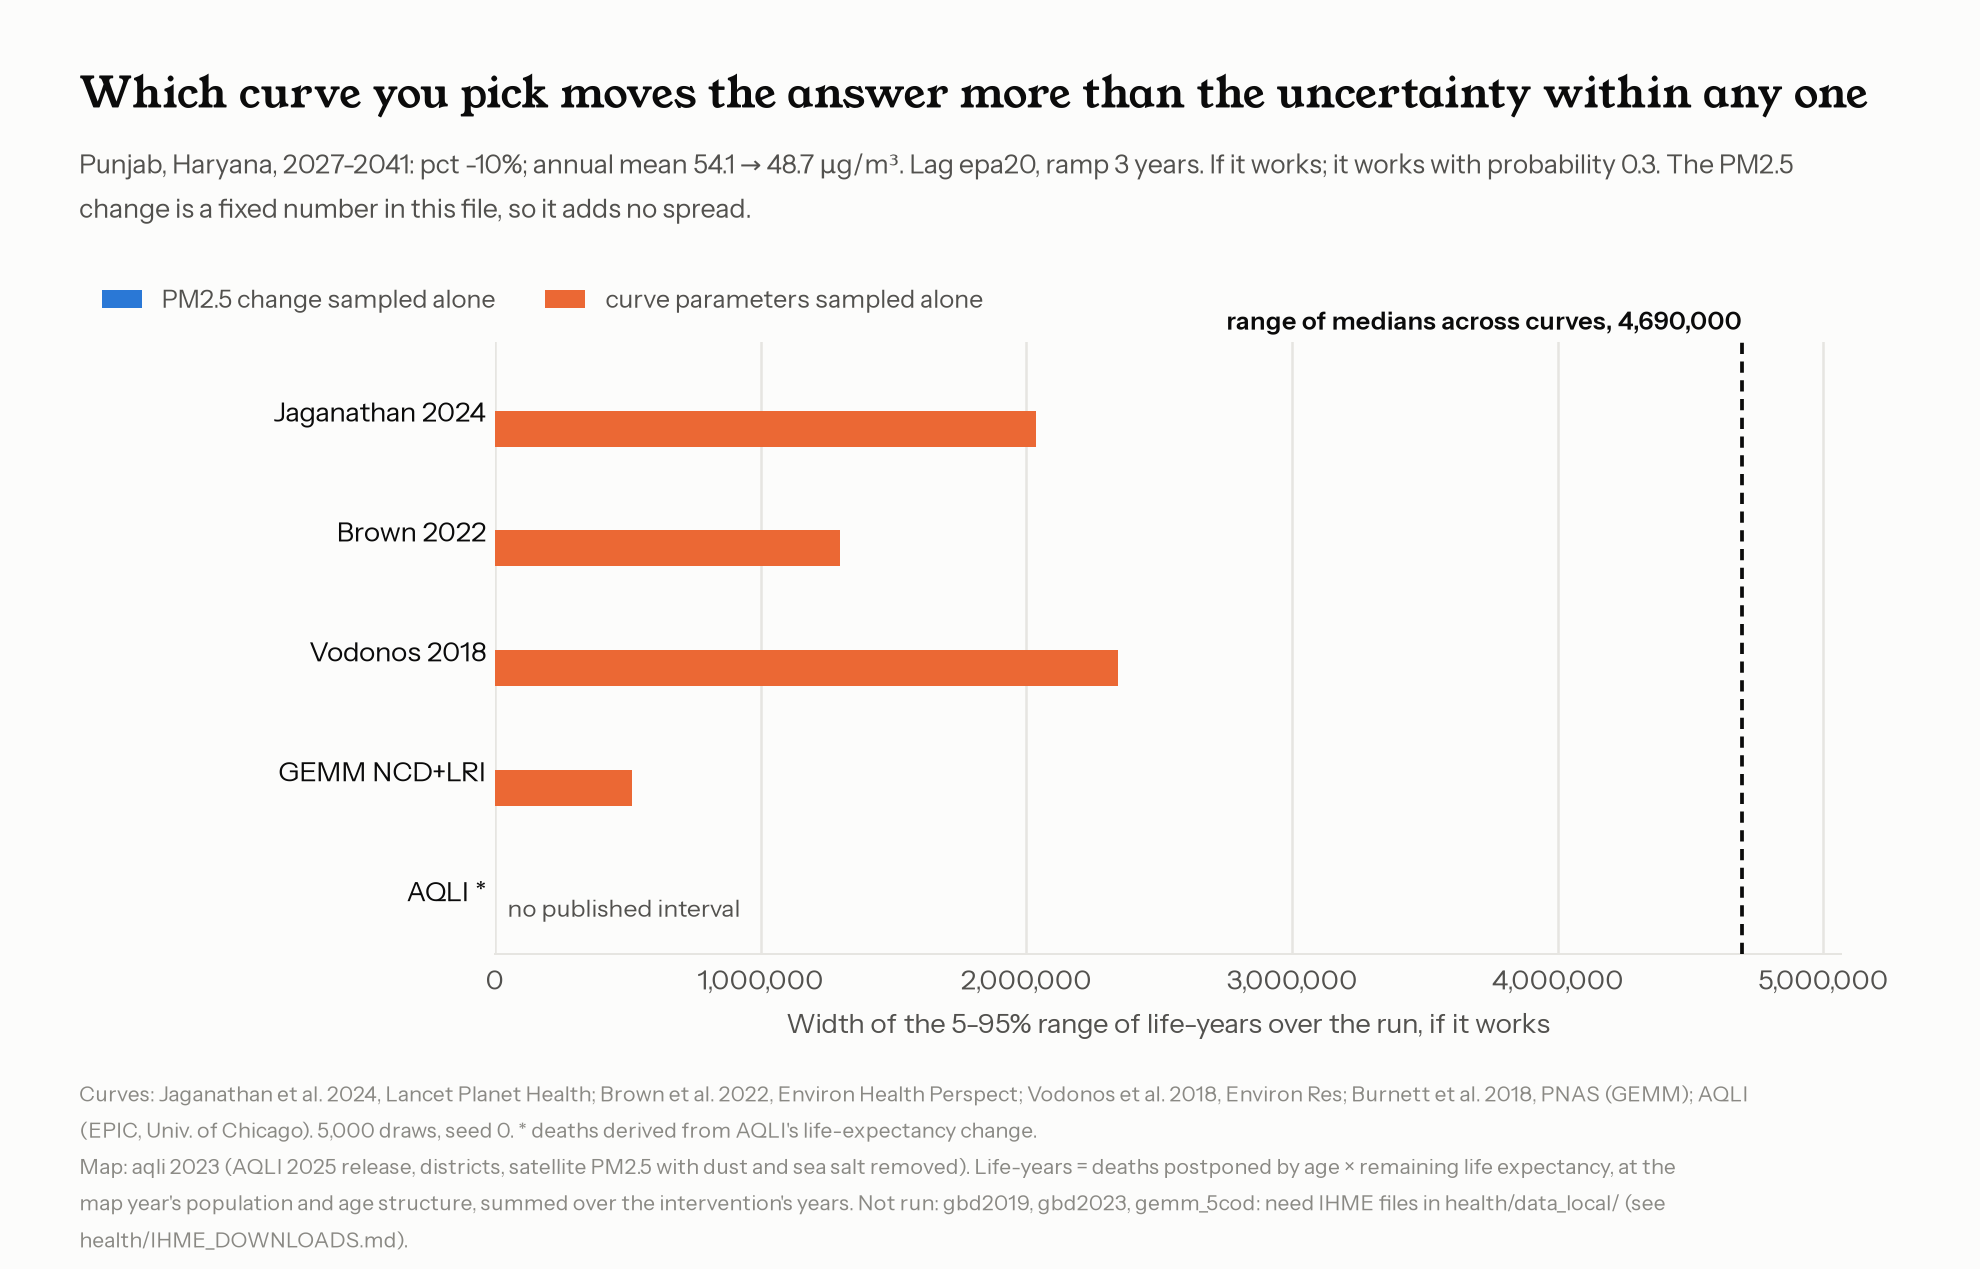 Which curve you pick moves the answer more than the uncertainty within any one
Punjab, Haryana, 2027-2041: pct -10%; annual mean 54.1 → 48.7 µg/m³. Lag epa20, ramp 3 years. If it works; it works with probability 0.3. The PM2.5
change is a fixed number in this file, so it adds no spread.
PM2.5 change sampled alone
curve parameters sampled alone
range of medians across curves, 4,690,000
Jaganathan 2024
Brown 2022
Vodonos 2018
GEMM NCD+LRI
AQLI *
no published interval
0
1,000,000
2,000,000
3,000,000
4,000,000
5,000,000
Width of the 5–95% range of life-years over the run, if it works
Curves: Jaganathan et al. 2024, Lancet Planet Health; Brown et al. 2022, Environ Health Perspect; Vodonos et al. 2018, Environ Res; Burnett et al. 2018, PNAS (GEMM); AQLI
(EPIC, Univ. of Chicago). 5,000 draws, seed 0. * deaths derived from AQLI's life-expectancy change.
Map: aqli 2023 (AQLI 2025 release, districts, satellite PM2.5 with dust and sea salt removed). Life-years = deaths postponed by age × remaining life expectancy, at the
map year's population and age structure, summed over the intervention's years. Not run: gbd2019, gbd2023, gemm_5cod: need IHME files in health/data_local/ (see
health/IHME_DOWNLOADS.md).